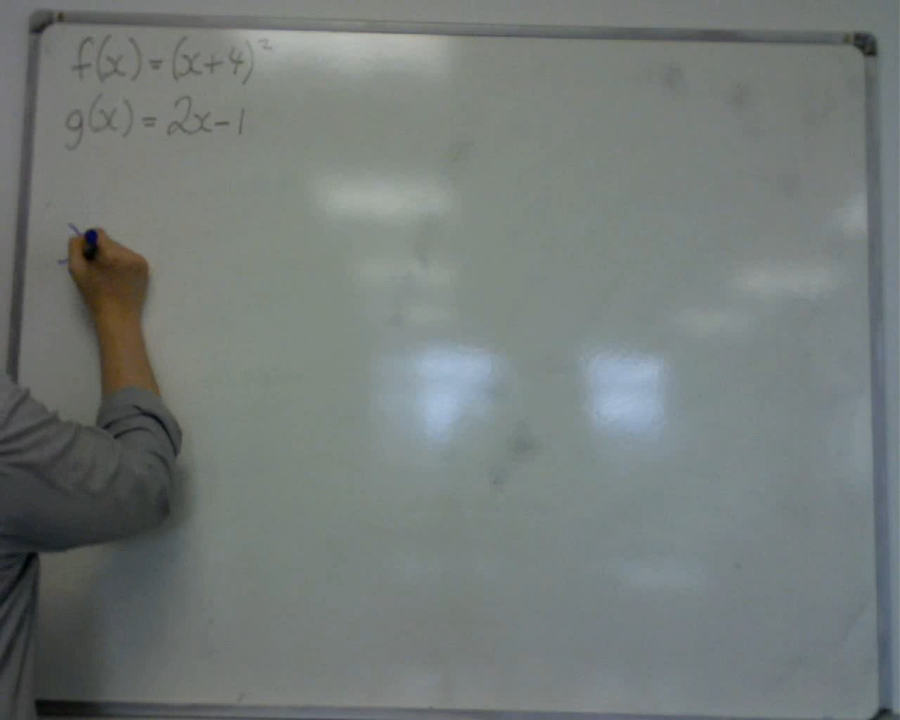 f(x) = (x+4)²
g(x) = 2x-1